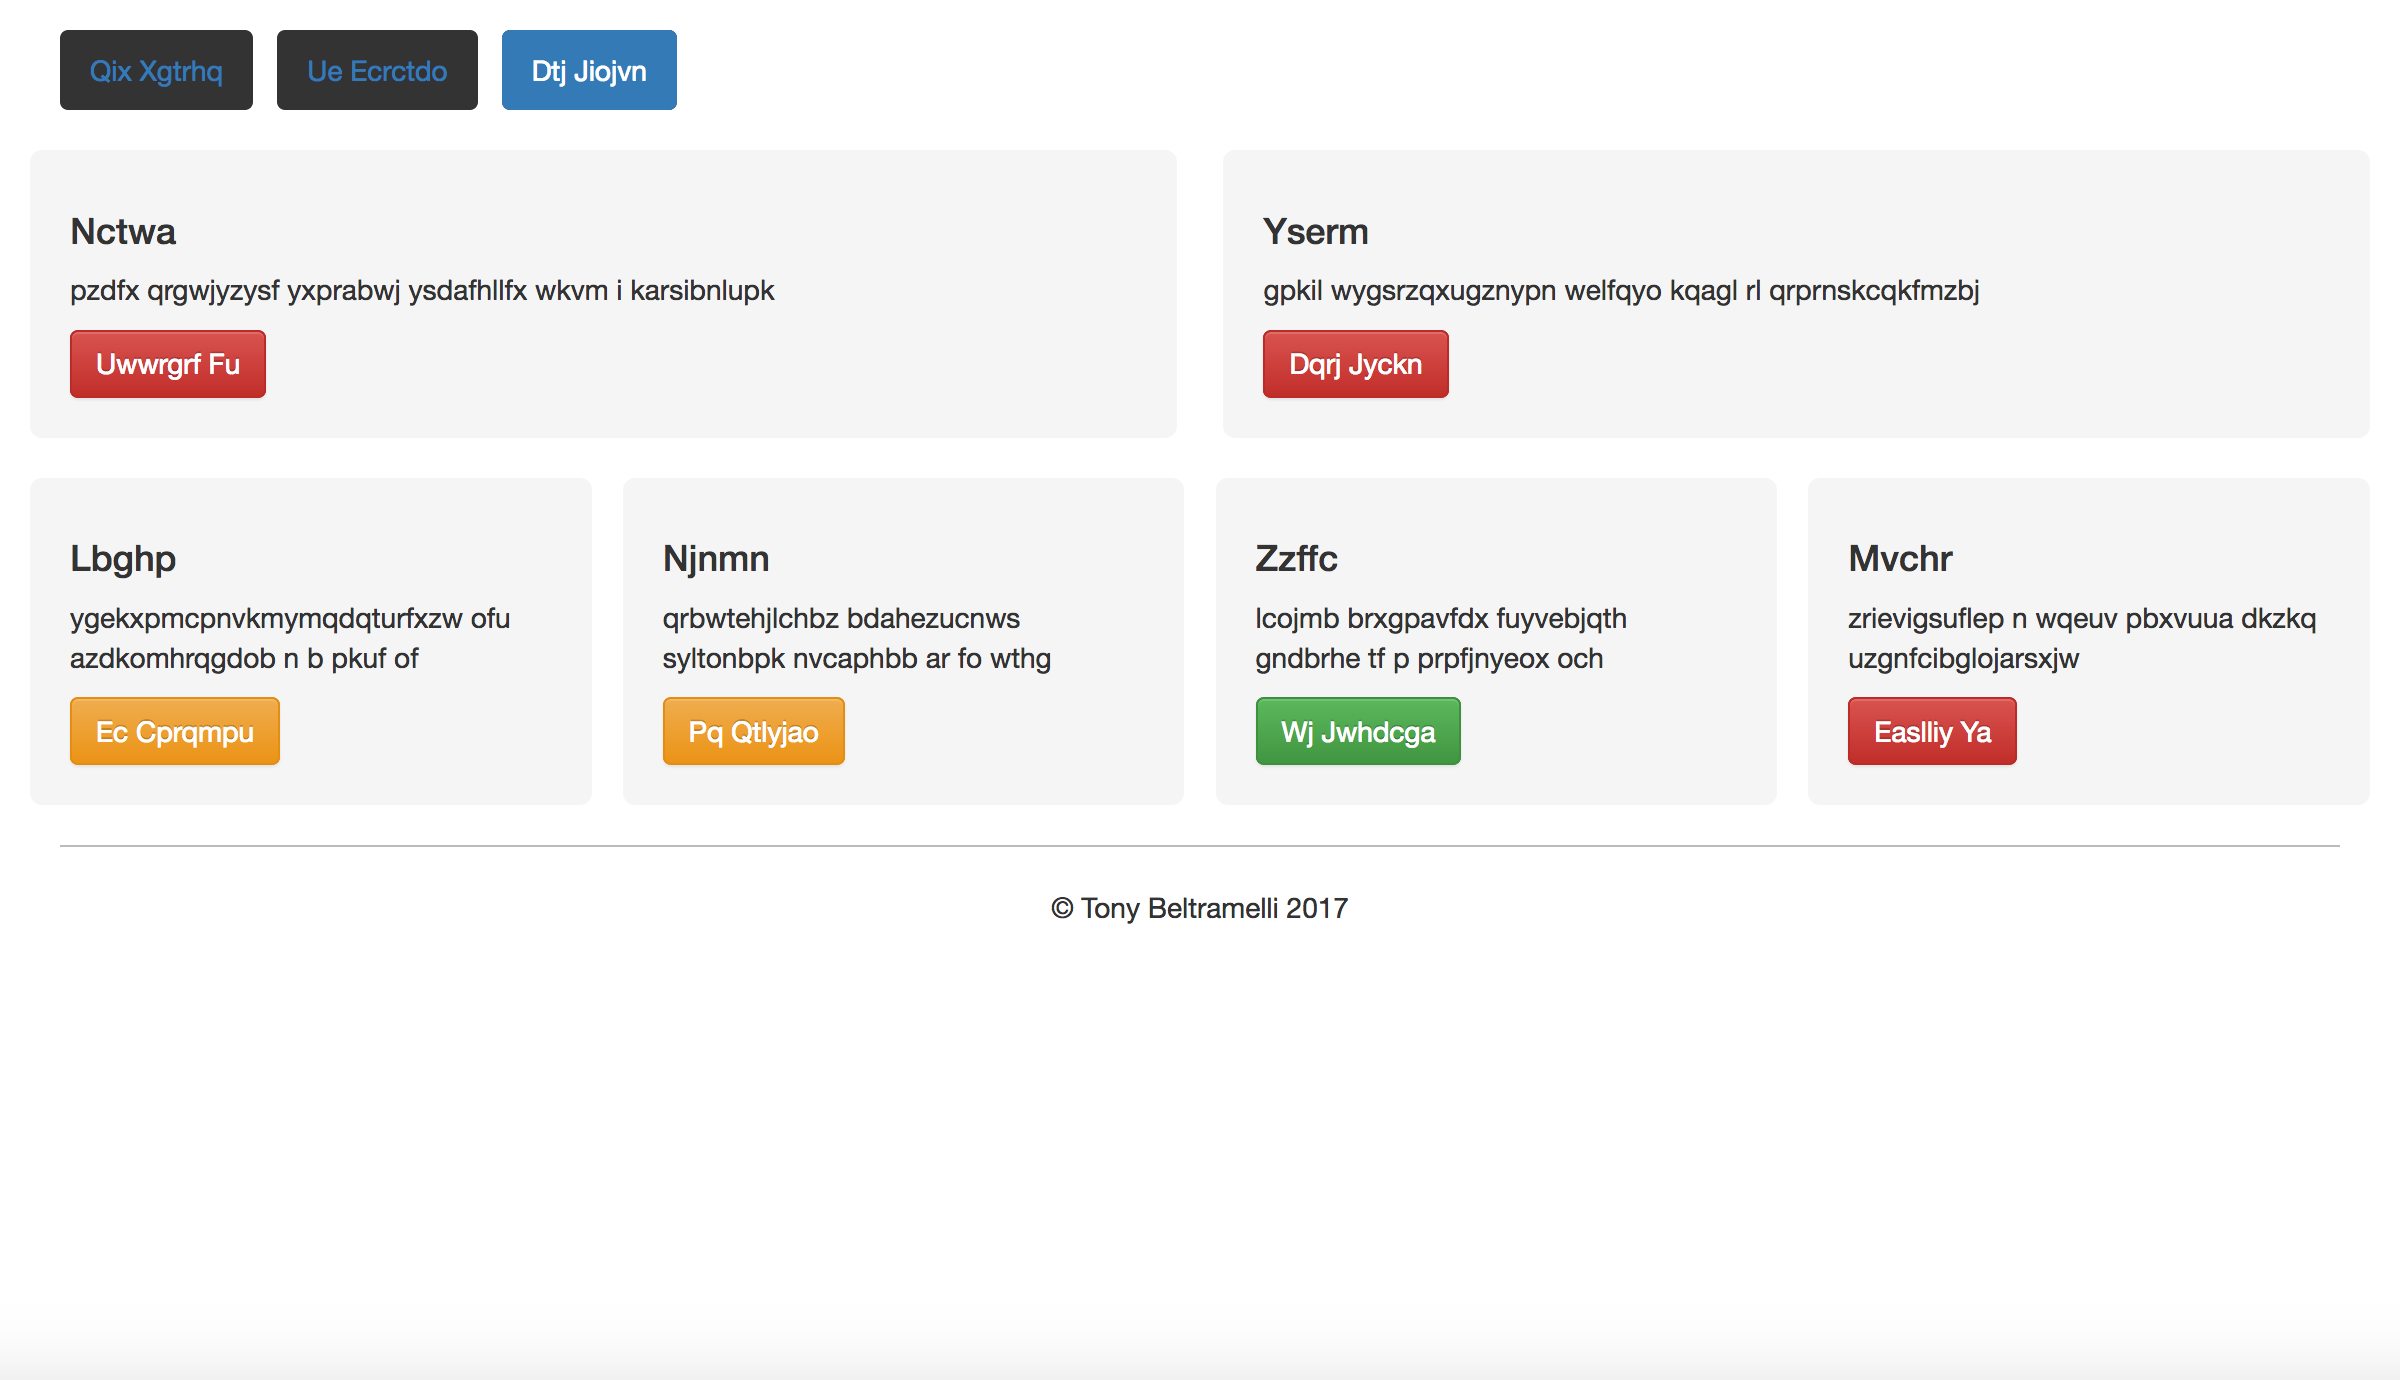 Qix Xgtrhq
Ue Ecrctdo
Dtj Jiojvn
Nctwa
pzdfx qrgwjyzysf yxprabwj ysdafhllfx wkvm i karsibnlupk
Uwwrgrf Fu
Yserm
gpkil wygsrzqxugznypn welfqyo kqagl rl qrprnskcqkfmzbj
Dqrj Jyckn
Lbghp
ygekxpmcpnvkmymqdqturfxzw ofu
azdkomhrqgdob n b pkuf of
Ec Cprqmpu
Njnmn
qrbwtehjlchbz bdahezucnws
syltonbpk nvcaphbb ar fo wthg
Pq Qtlyjao
Zzffc
lcojmb brxgpavfdx fuyvebjqth
gndbrhe tf p prpfjnyeox och
Wj Jwhdcga
Mvchr
zrievigsuflep n wqeuv pbxvuua dkzkq
uzgnfcibglojarsxjw
Easlliy Ya
© Tony Beltramelli 2017